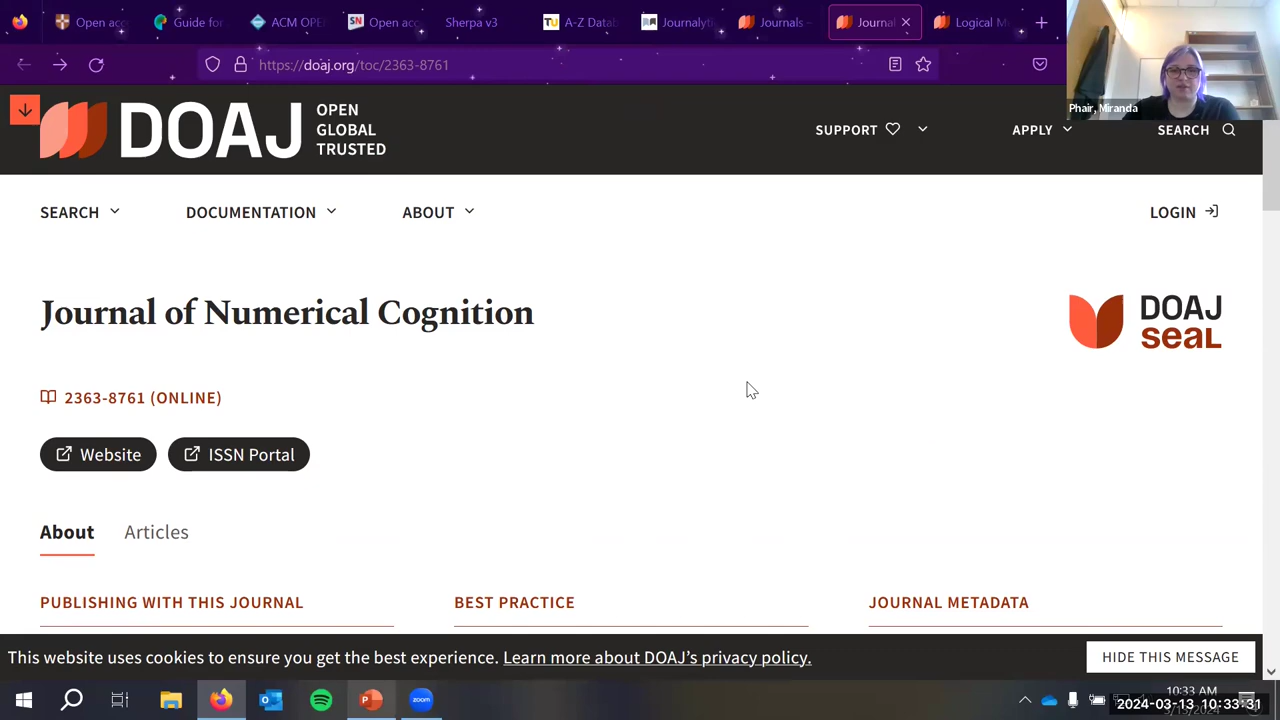 Open acc
Guide for
ACM OPE
SN
Open acc
Sherpa v3
TU
A-Z Datab
Journalyt
Journals –
Journal
Logical M
https://doaj.org/toc/2363-8761
Phair, Miranda
DOAJ
OPEN
GLOBAL
TRUSTED
SUPPORT
APPLY
SEARCH
SEARCH
DOCUMENTATION
ABOUT
LOGIN
Journal of Numerical Cognition
DOAJ
seal
2363-8761 (ONLINE)
Website
ISSN Portal
About
Articles
PUBLISHING WITH THIS JOURNAL
BEST PRACTICE
JOURNAL METADATA
This website uses cookies to ensure you get the best experience. Learn more about DOAJ's privacy policy.
HIDE THIS MESSAGE
zoom
10:33 AM
2024-03-13 10:33:31